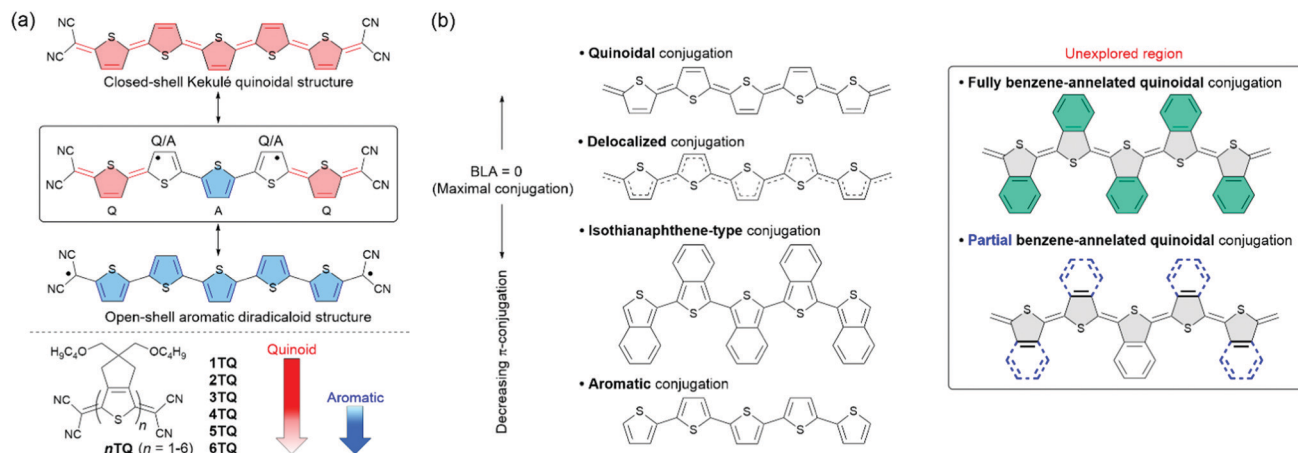 (a)
NC
CN
S
S
S
S
S
NC
CN
Closed-shell Kekulé quinoidal structure
Q/A
Q/A
NC
CN
S
S
S
S
S
NC
CN
Q
A
Q
NC
CN
S
S
S
S
S
CN
CN
Open-shell aromatic diradicaloid structure
H₉C₄O
OC₄H₉
NC
CN
S
n
NC
CN
nTQ (n = 1-6)
1TQ
2TQ
3TQ
4TQ
5TQ
6TQ
Quinoid
Aromatic
(b)
BLA = 0
(Maximal conjugation)
Decreasing π-conjugation
• Quinoidal conjugation
S
S
S
S
S
• Delocalized conjugation
S
S
S
S
S
• Isothianaphthene-type conjugation
S
S
S
S
S
• Aromatic conjugation
S
S
S
S
S
Unexplored region
• Fully benzene-annelated quinoidal conjugation
S
S
S
S
S
• Partial benzene-annelated quinoidal conjugation
S
S
S
S
S